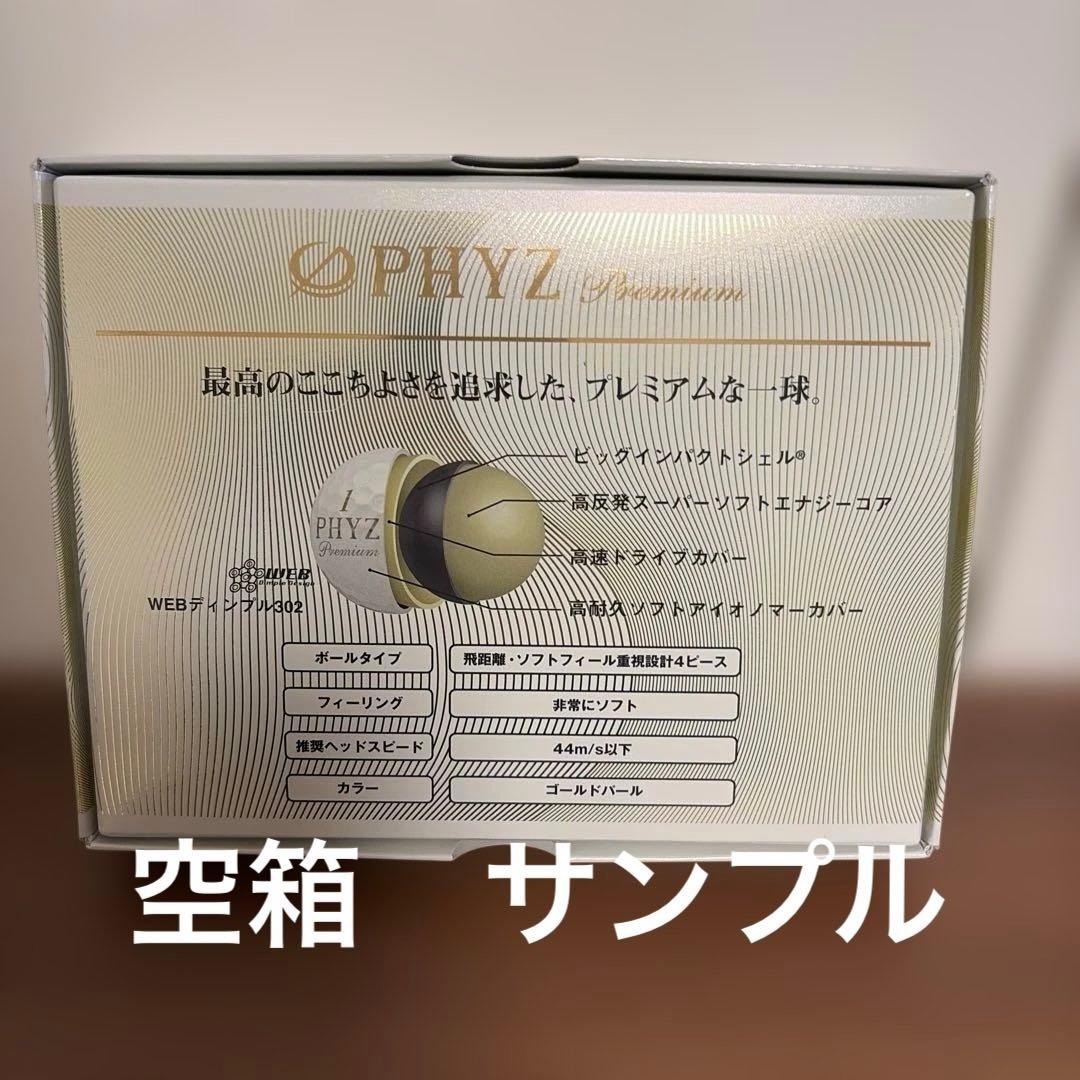 PHYZ Premium
最高のここちよさを追求した、プレミアムな一球。
ビッグインパクトシェル®
高反発スーパーソフトエナジーコア
高速ドライブカバー
高耐久ソフトアイオノマーカバー
1
PHYZ
Premium
WEB
Dimple Design
WEBディンプル302
ボールタイプ 飛距離・ソフトフィール重視設計4ピース
フィーリング 非常にソフト
推奨ヘッドスピード 44m/s以下
カラー ゴールドパール
空箱 サンプル